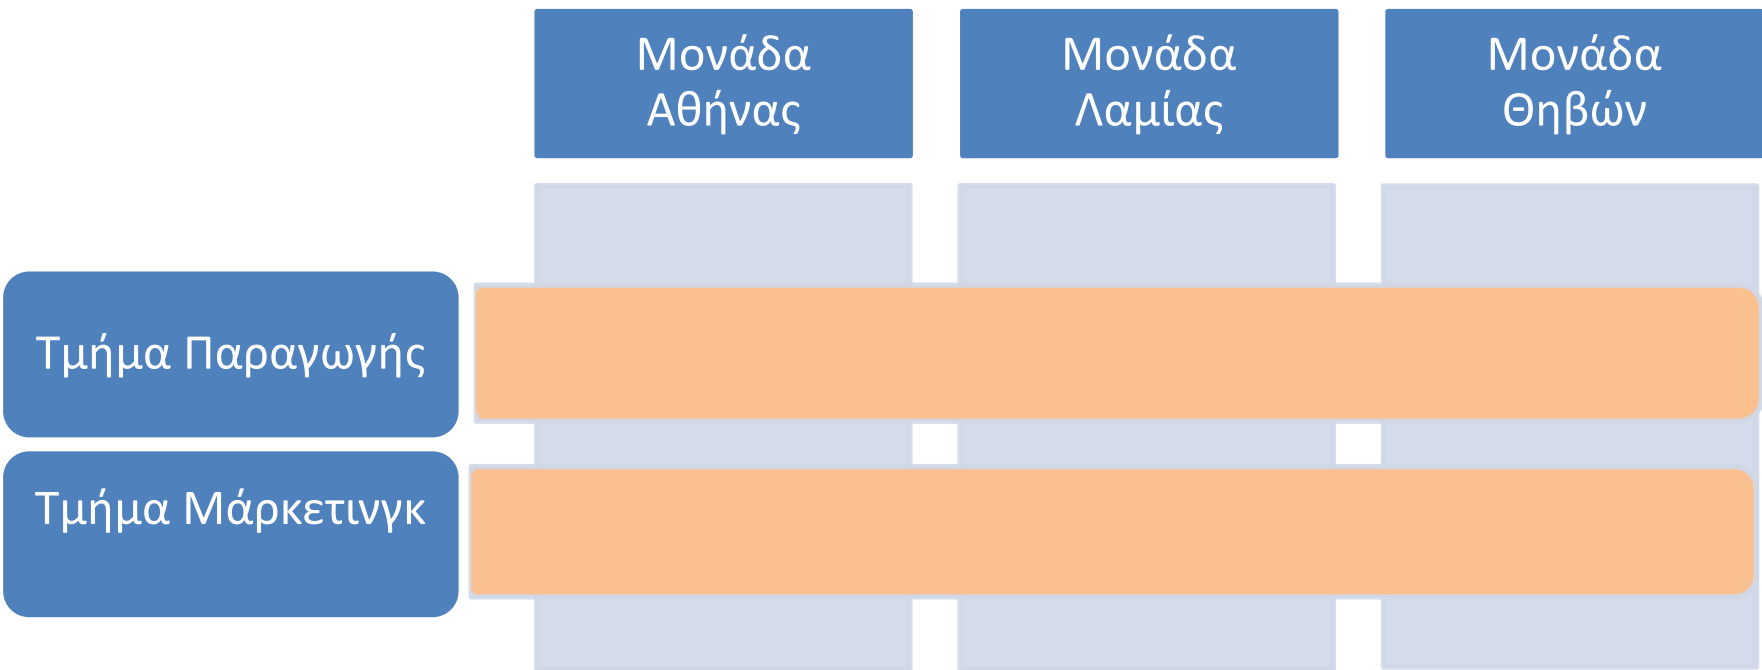 Μονάδα
Αθήνας
Μονάδα
Λαμίας
Μονάδα
Θηβών
Τμήμα Παραγωγής
Τμήμα Μάρκετινγκ